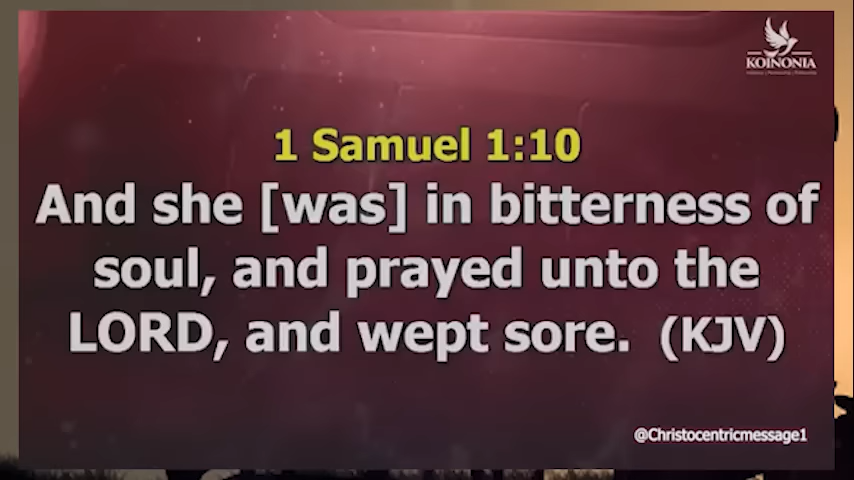 KOINONIA
1 Samuel 1:10
And she [was] in bitterness of
soul, and prayed unto the
LORD, and wept sore. (KJV)
@Christocentricmessage1